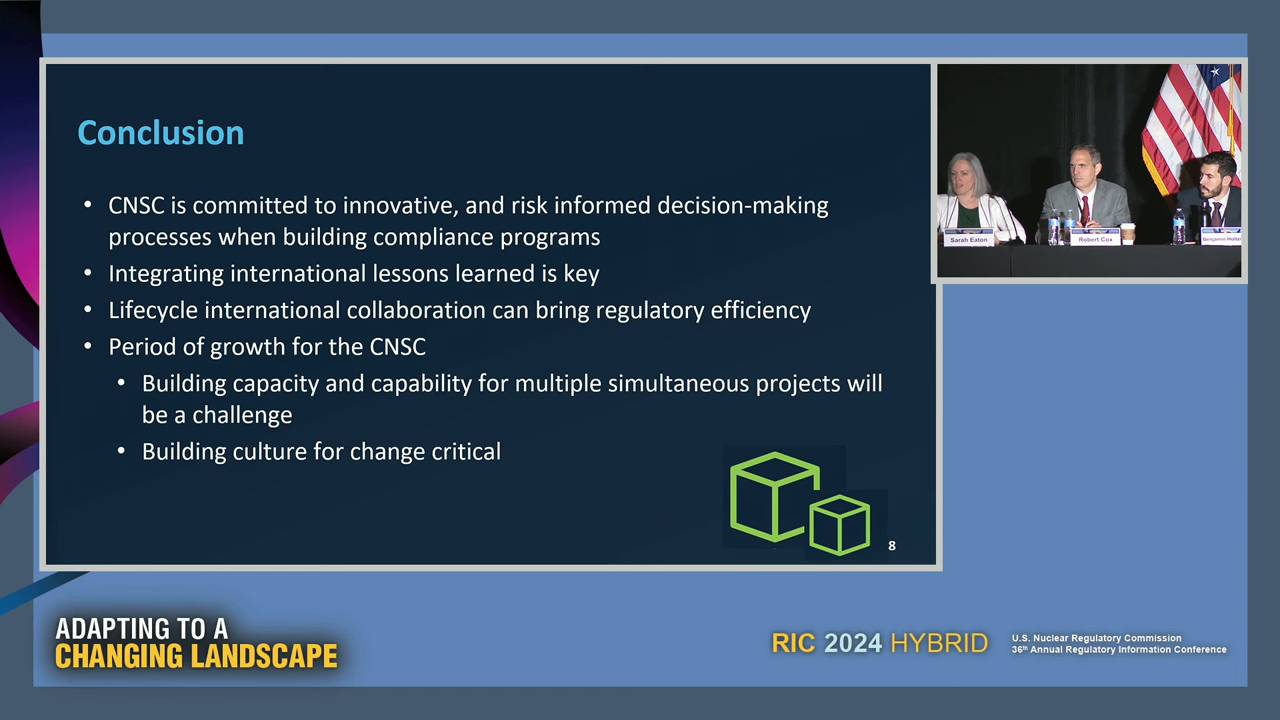 Conclusion
• CNSC is committed to innovative, and risk informed decision-making
processes when building compliance programs
• Integrating international lessons learned is key
• Lifecycle international collaboration can bring regulatory efficiency
• Period of growth for the CNSC
• Building capacity and capability for multiple simultaneous projects will
be a challenge
• Building culture for change critical
8
Sarah Eaton
Robert Cox
Benjamin Holtz
ADAPTING TO A
CHANGING LANDSCAPE
RIC 2024 HYBRID
U.S. Nuclear Regulatory Commission
36th Annual Regulatory Information Conference